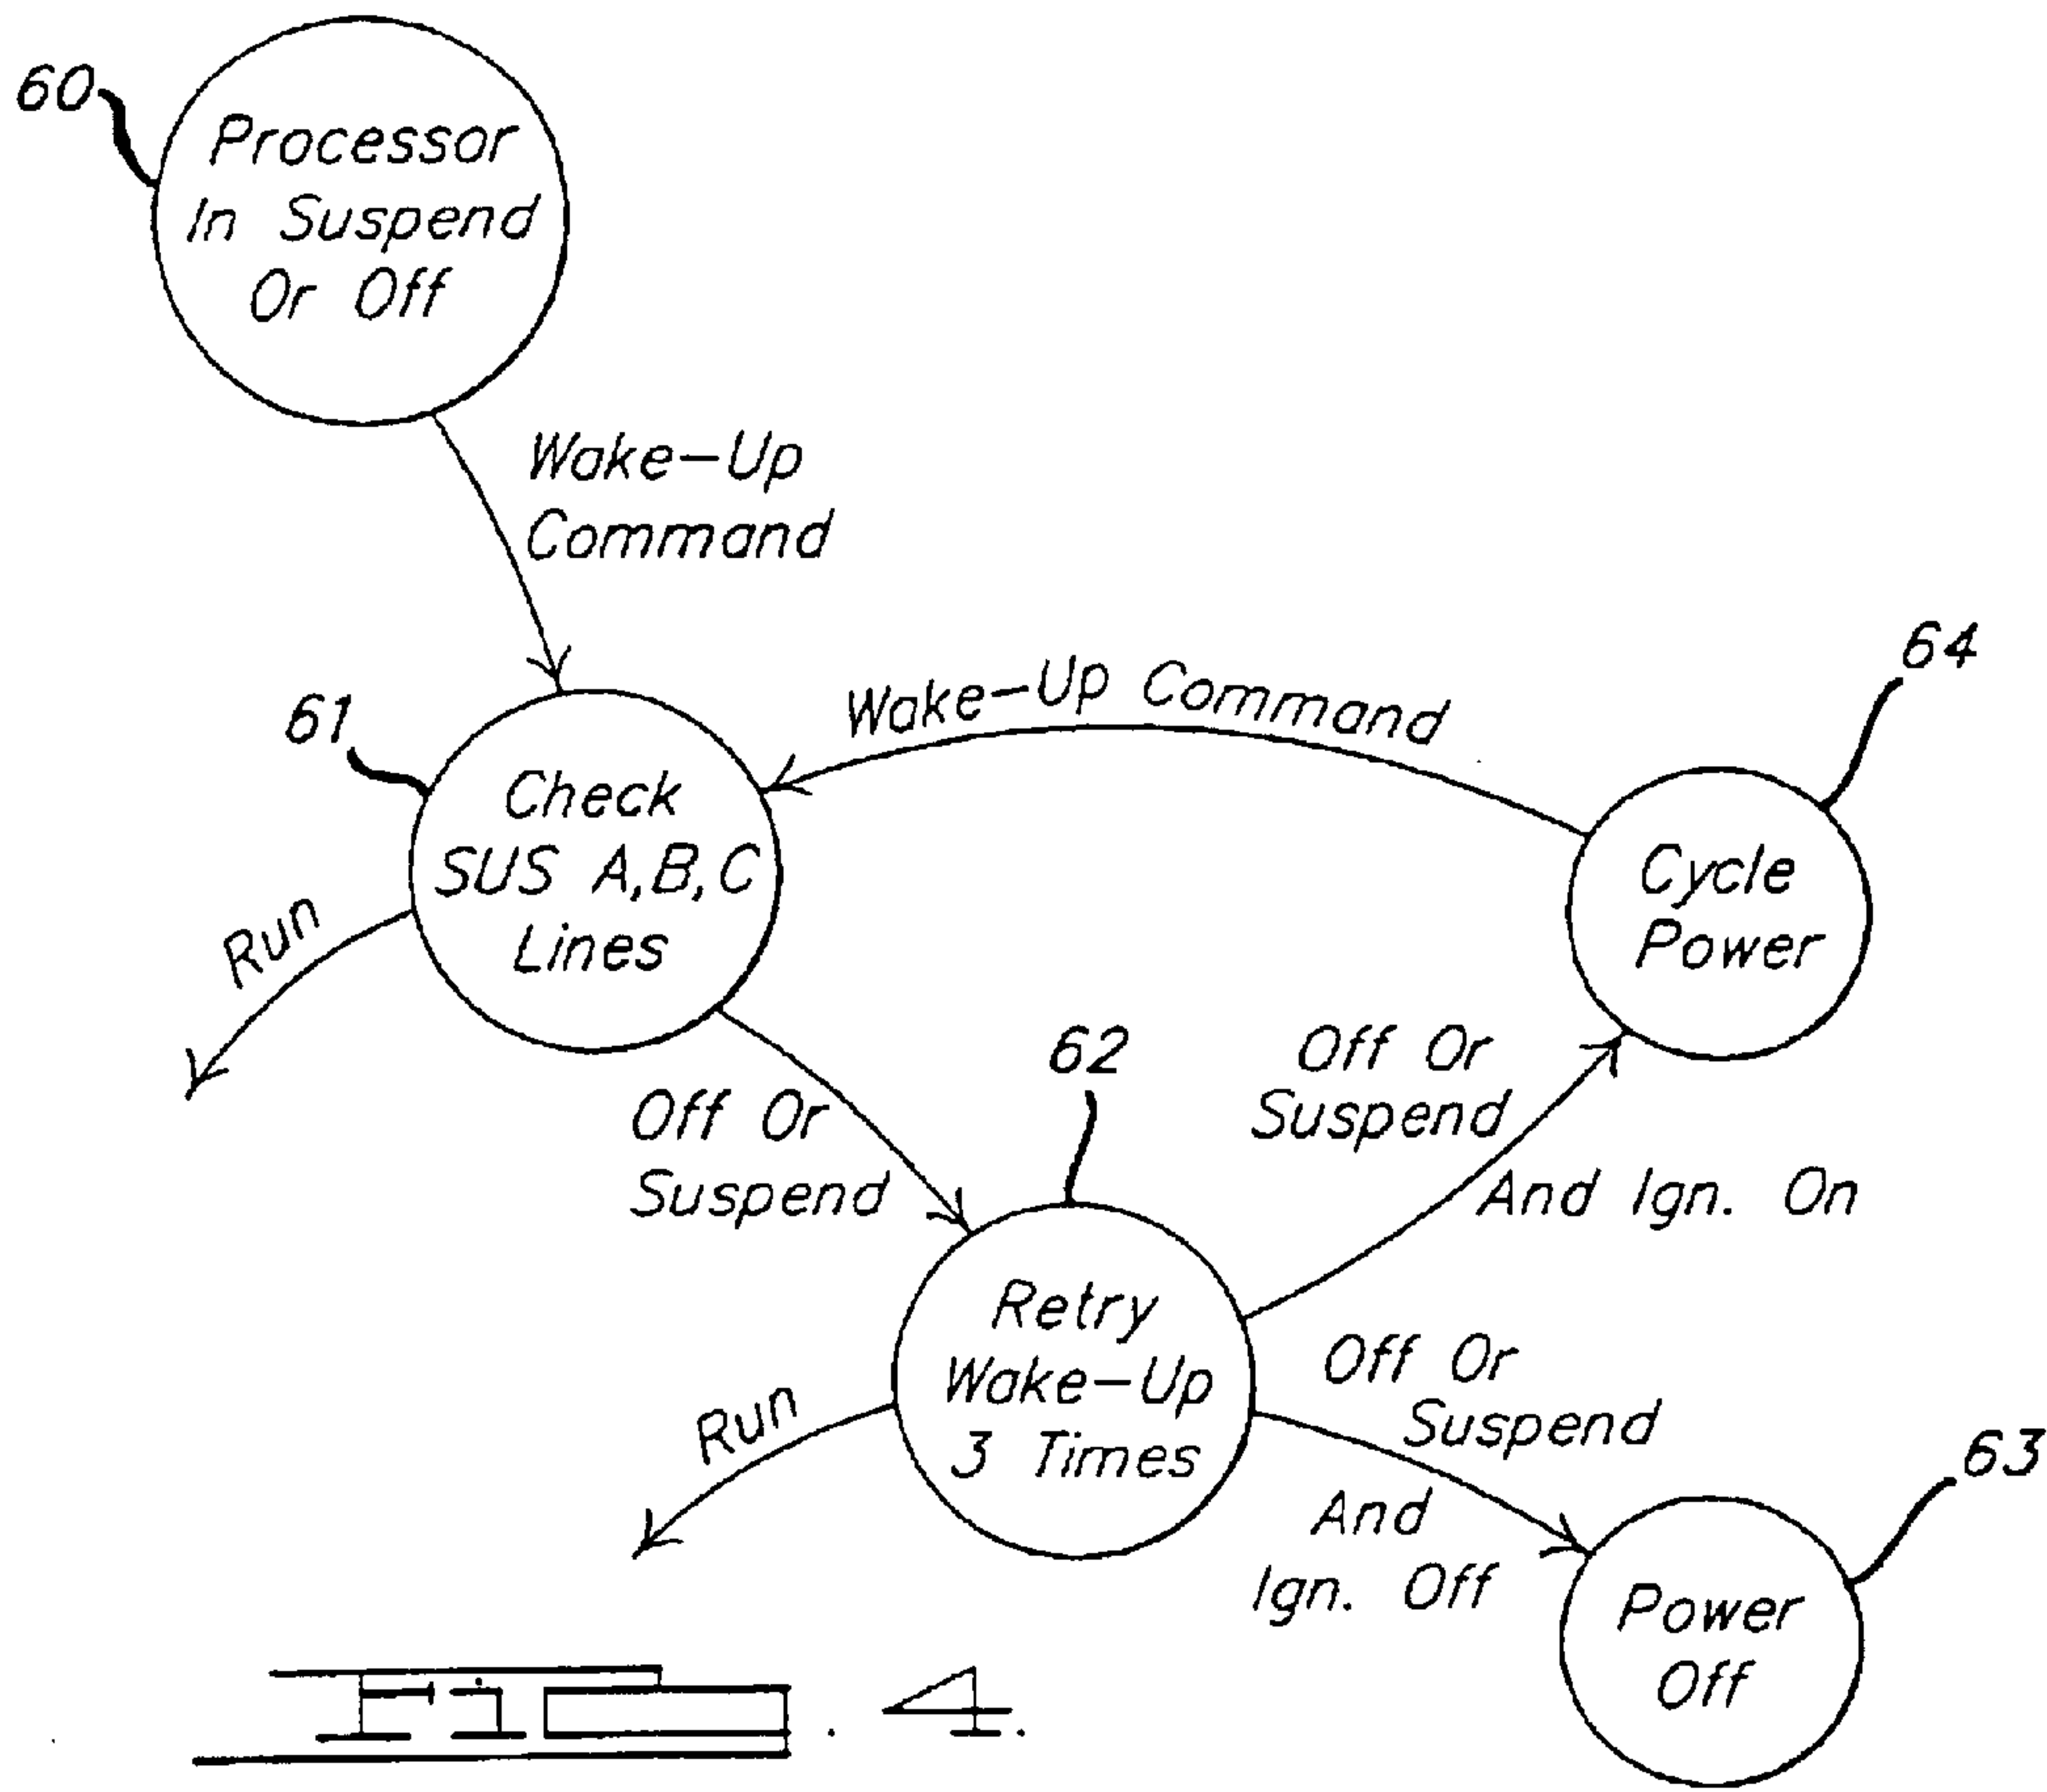 60
Processor
In Suspend
Or Off
Wake-Up
Command
61
Check
SUS A,B,C
Lines
Run
Wake-Up Command
64
Cycle
Power
Off Or
Suspend
62
Off Or
Suspend
And Ign. On
Retry
Wake-Up
3 Times
Run
Off Or
Suspend
And
Ign. Off
63
Power
Off
Fig. 4.